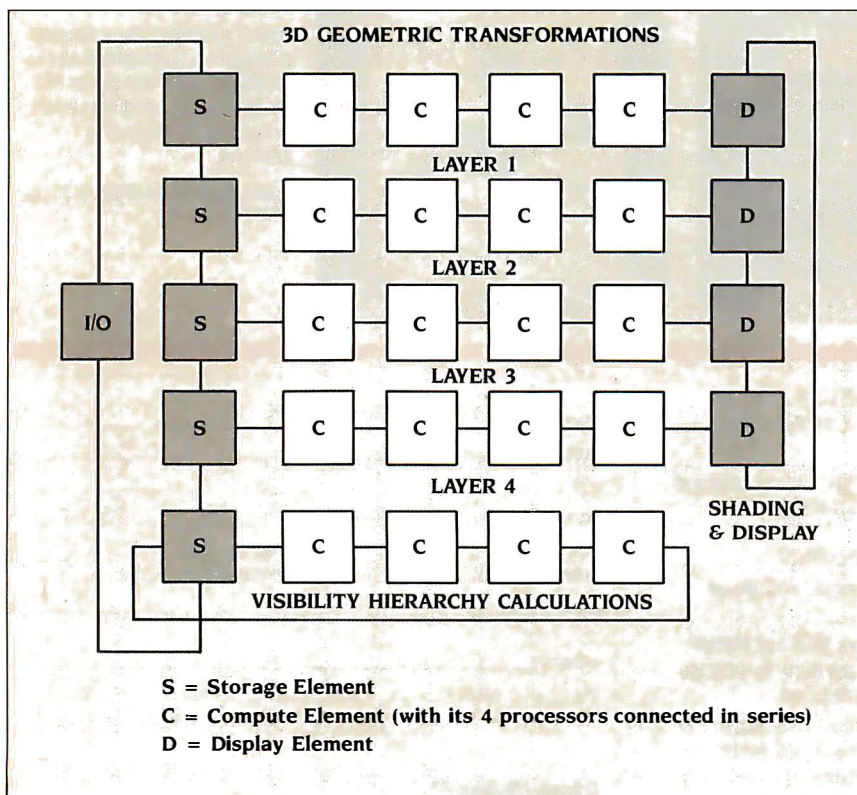 3D GEOMETRIC TRANSFORMATIONS
S C C C C D
LAYER 1
S C C C C D
LAYER 2
I/O S C C C C D
LAYER 3
S C C C C D
LAYER 4
SHADING
& DISPLAY
S C C C C
VISIBILITY HIERARCHY CALCULATIONS
S = Storage Element
C = Compute Element (with its 4 processors connected in series)
D = Display Element